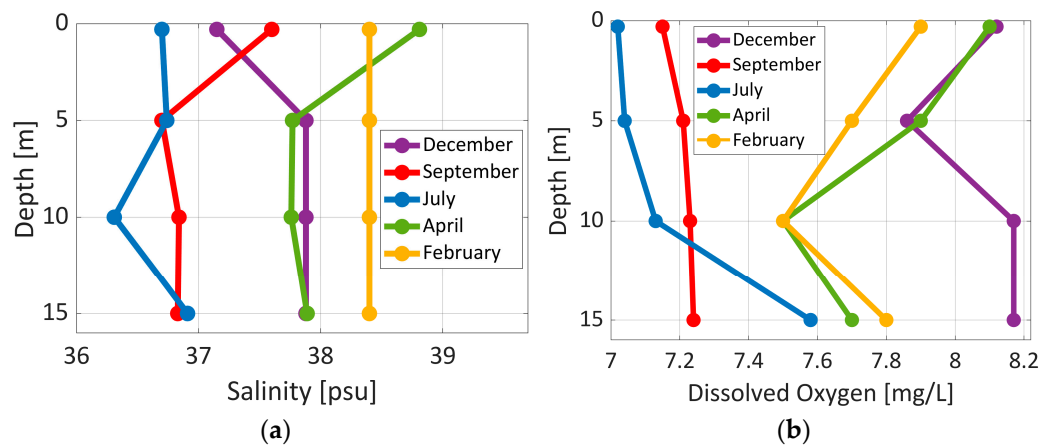 0
5
10
15
Depth [m]
36
37
38
39
Salinity [psu]
December
September
July
April
February
(a)
0
5
10
15
Depth [m]
7
7.2
7.4
7.6
7.8
8
8.2
Dissolved Oxygen [mg/L]
December
September
July
April
February
(b)